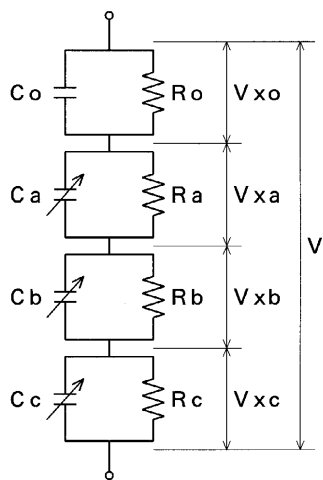 Co Ro Vxo
Ca Ra Vxa
V
Cb Rb Vxb
Cc Rc Vxc